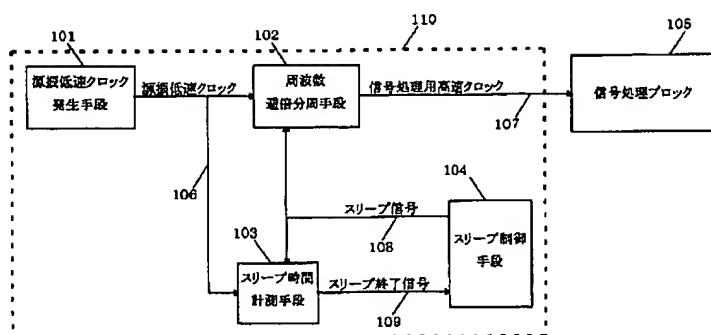 110
101
102
105
源振低速クロック
発生手段
源振低速クロック
周波数
逓倍分周手段
信号処理用高速クロック
107
信号処理ブロック
106
104
スリープ信号
108
スリープ制御
手段
103
スリープ時間
計測手段
スリープ終了信号
109